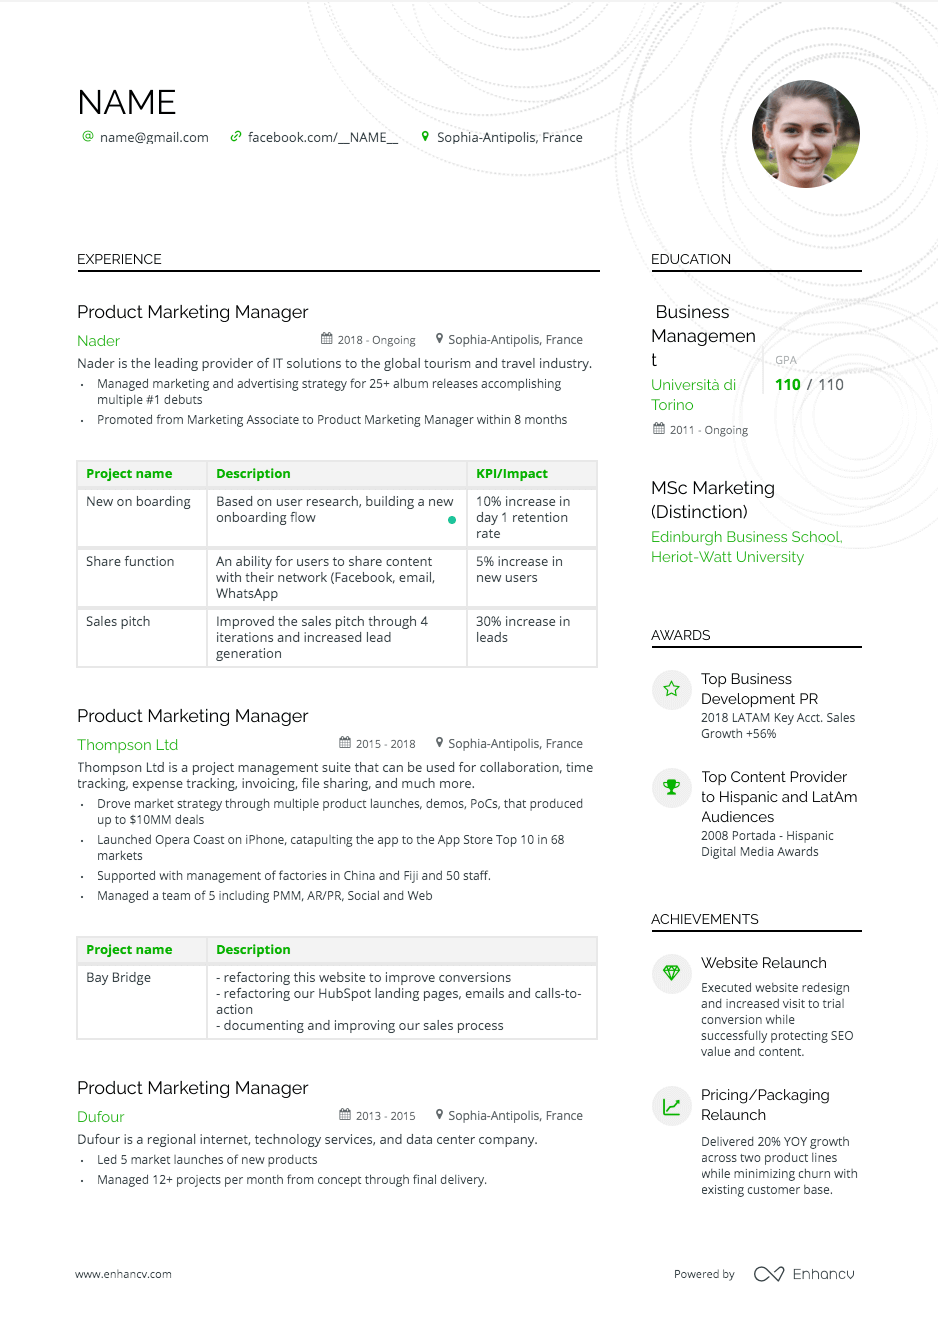 NAME
name@gmail.com facebook.com/__NAME__ Sophia-Antipolis, France
EXPERIENCE
Product Marketing Manager
Nader 2018 - Ongoing Sophia-Antipolis, France
Nader is the leading provider of IT solutions to the global tourism and travel industry.
• Managed marketing and advertising strategy for 25+ album releases accomplishing
multiple #1 debuts
• Promoted from Marketing Associate to Product Marketing Manager within 8 months
Project name Description KPI/Impact
New on boarding Based on user research, building a new 10% increase in
onboarding flow day 1 retention
rate
Share function An ability for users to share content 5% increase in
with their network (Facebook, email, new users
WhatsApp
Sales pitch Improved the sales pitch through 4 30% increase in
iterations and increased lead leads
generation
Product Marketing Manager
Thompson Ltd 2015 - 2018 Sophia-Antipolis, France
Thompson Ltd is a project management suite that can be used for collaboration, time
tracking, expense tracking, invoicing, file sharing, and much more.
• Drove market strategy through multiple product launches, demos, PoCs, that produced
up to $10MM deals
• Launched Opera Coast on iPhone, catapulting the app to the App Store Top 10 in 68
markets
• Supported with management of factories in China and Fiji and 50 staff.
• Managed a team of 5 including PMM, AR/PR, Social and Web
Project name Description
Bay Bridge - refactoring this website to improve conversions
- refactoring our HubSpot landing pages, emails and calls-to-
action
- documenting and improving our sales process
Product Marketing Manager
Dufour 2013 - 2015 Sophia-Antipolis, France
Dufour is a regional internet, technology services, and data center company.
• Led 5 market launches of new products
• Managed 12+ projects per month from concept through final delivery.
EDUCATION
Business
Managemen
t
GPA
Università di 110 / 110
Torino
2011 - Ongoing
MSc Marketing
(Distinction)
Edinburgh Business School,
Heriot-Watt University
AWARDS
Top Business
Development PR
2018 LATAM Key Acct. Sales
Growth +56%
Top Content Provider
to Hispanic and LatAm
Audiences
2008 Portada - Hispanic
Digital Media Awards
ACHIEVEMENTS
Website Relaunch
Executed website redesign
and increased visit to trial
conversion while
successfully protecting SEO
value and content.
Pricing/Packaging
Relaunch
Delivered 20% YOY growth
across two product lines
while minimizing churn with
existing customer base.
www.enhancv.com Powered by Enhancv